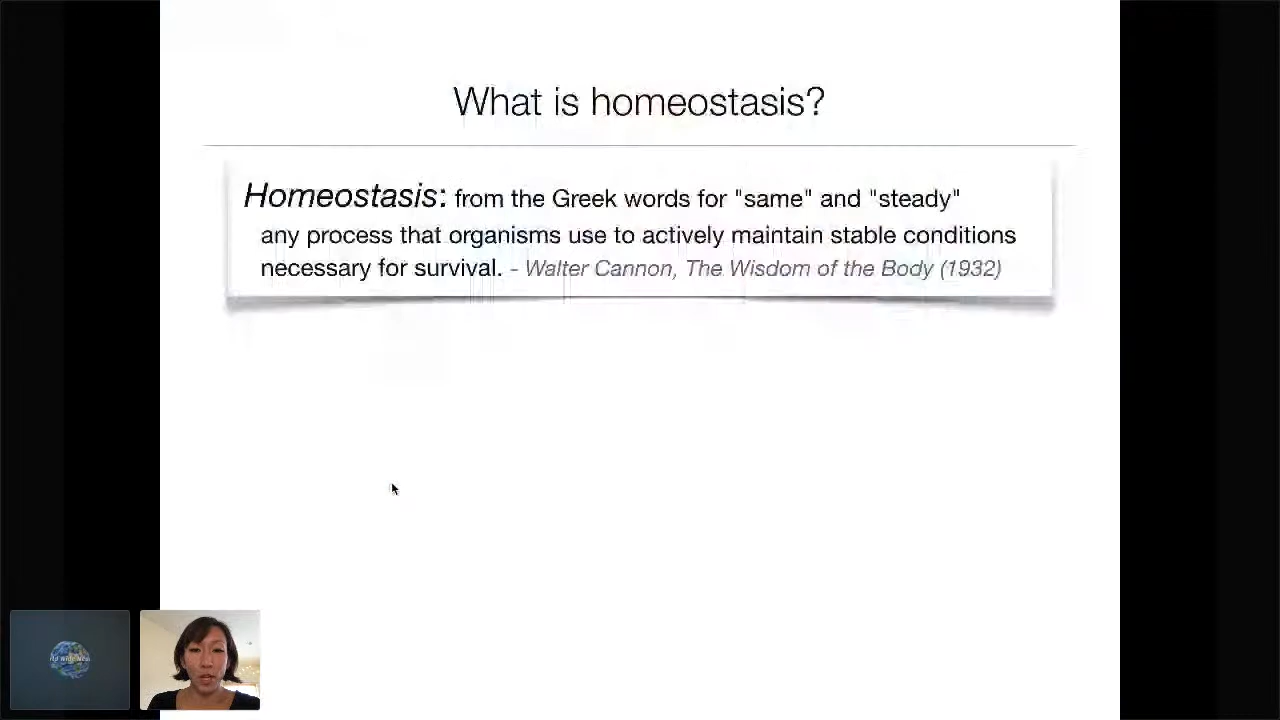 What is homeostasis?
Homeostasis: from the Greek words for "same" and "steady"
any process that organisms use to actively maintain stable conditions
necessary for survival. - Walter Cannon, The Wisdom of the Body (1932)